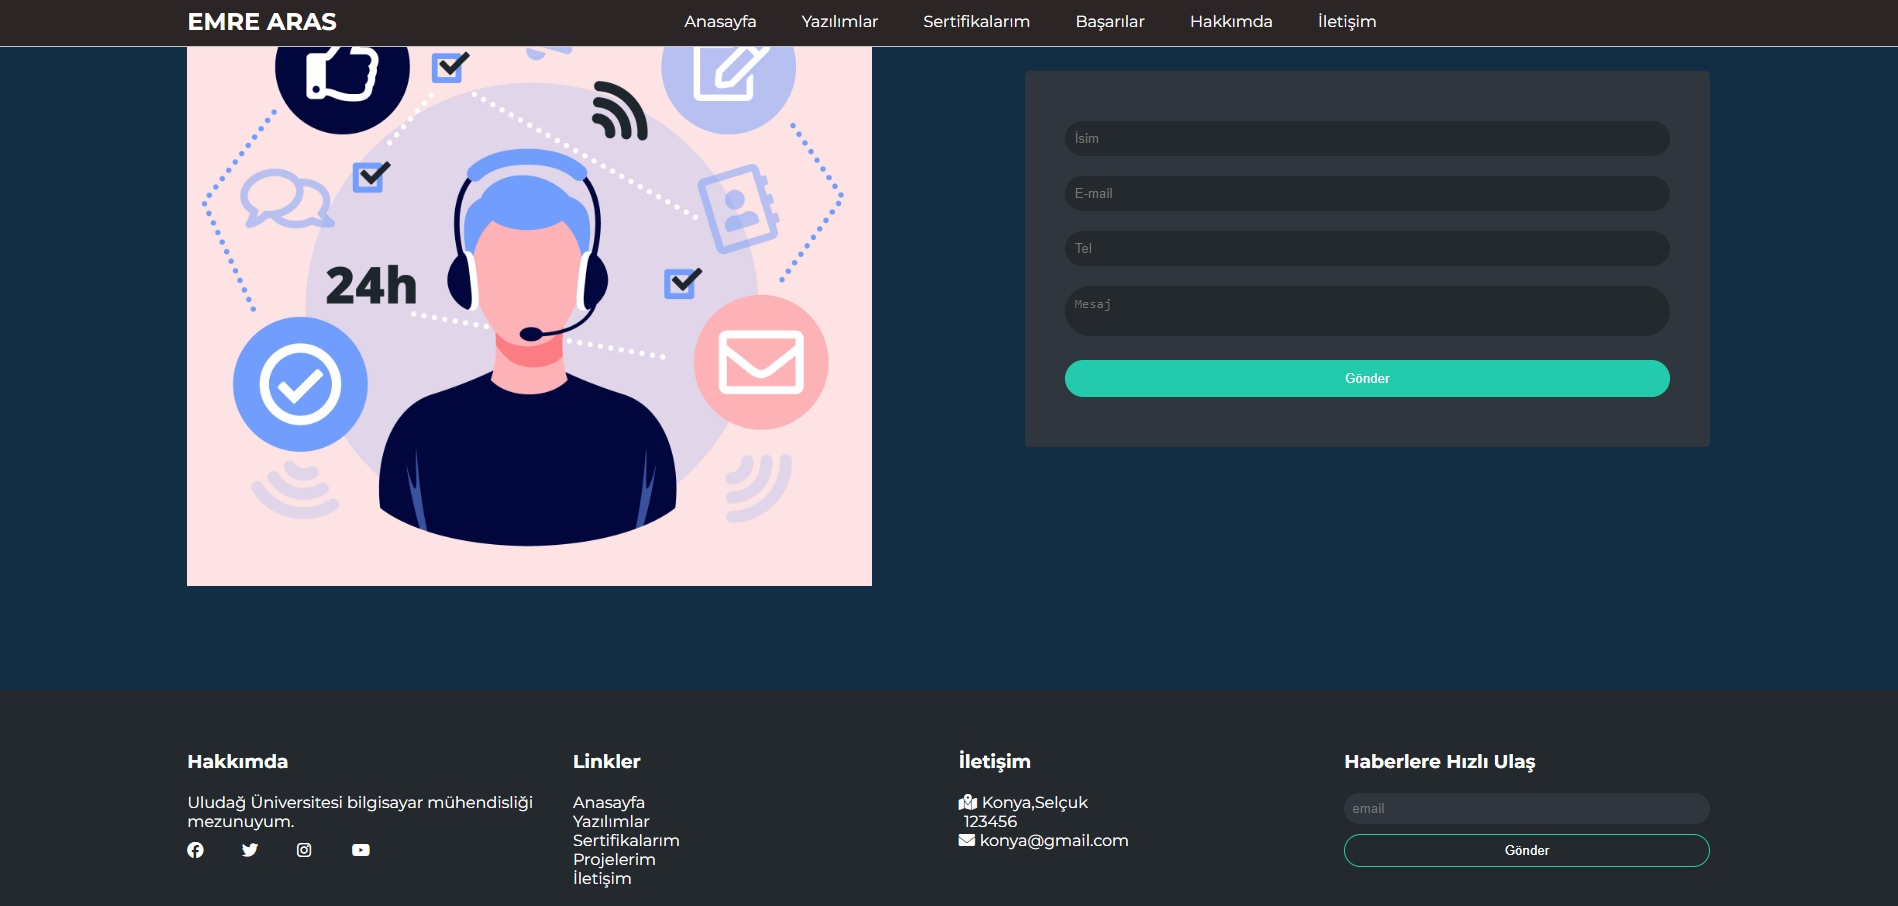 EMRE ARAS
Anasayfa Yazılımlar Sertifikalarım Başarılar Hakkımda İletişim
24h
İsim
E-mail
Tel
Mesaj
Gönder
Hakkımda
Uludağ Üniversitesi bilgisayar mühendisliği
mezunuyum.
Linkler
Anasayfa
Yazılımlar
Sertifikalarım
Projelerim
İletişim
İletişim
Konya,Selçuk
123456
konya@gmail.com
Haberlere Hızlı Ulaş
email
Gönder